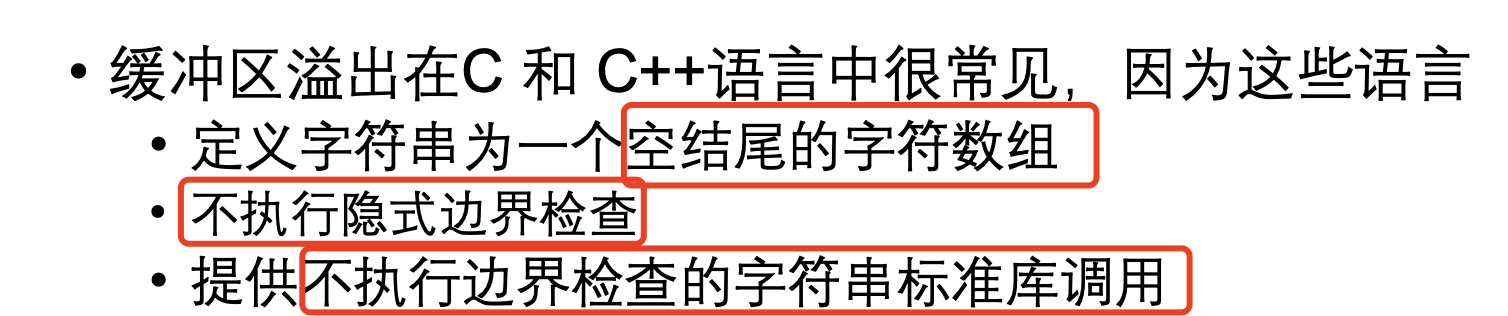 • 缓冲区溢出在C 和 C++语言中很常见，因为这些语言
• 定义字符串为一个空结尾的字符数组
• 不执行隐式边界检查
• 提供不执行边界检查的字符串标准库调用